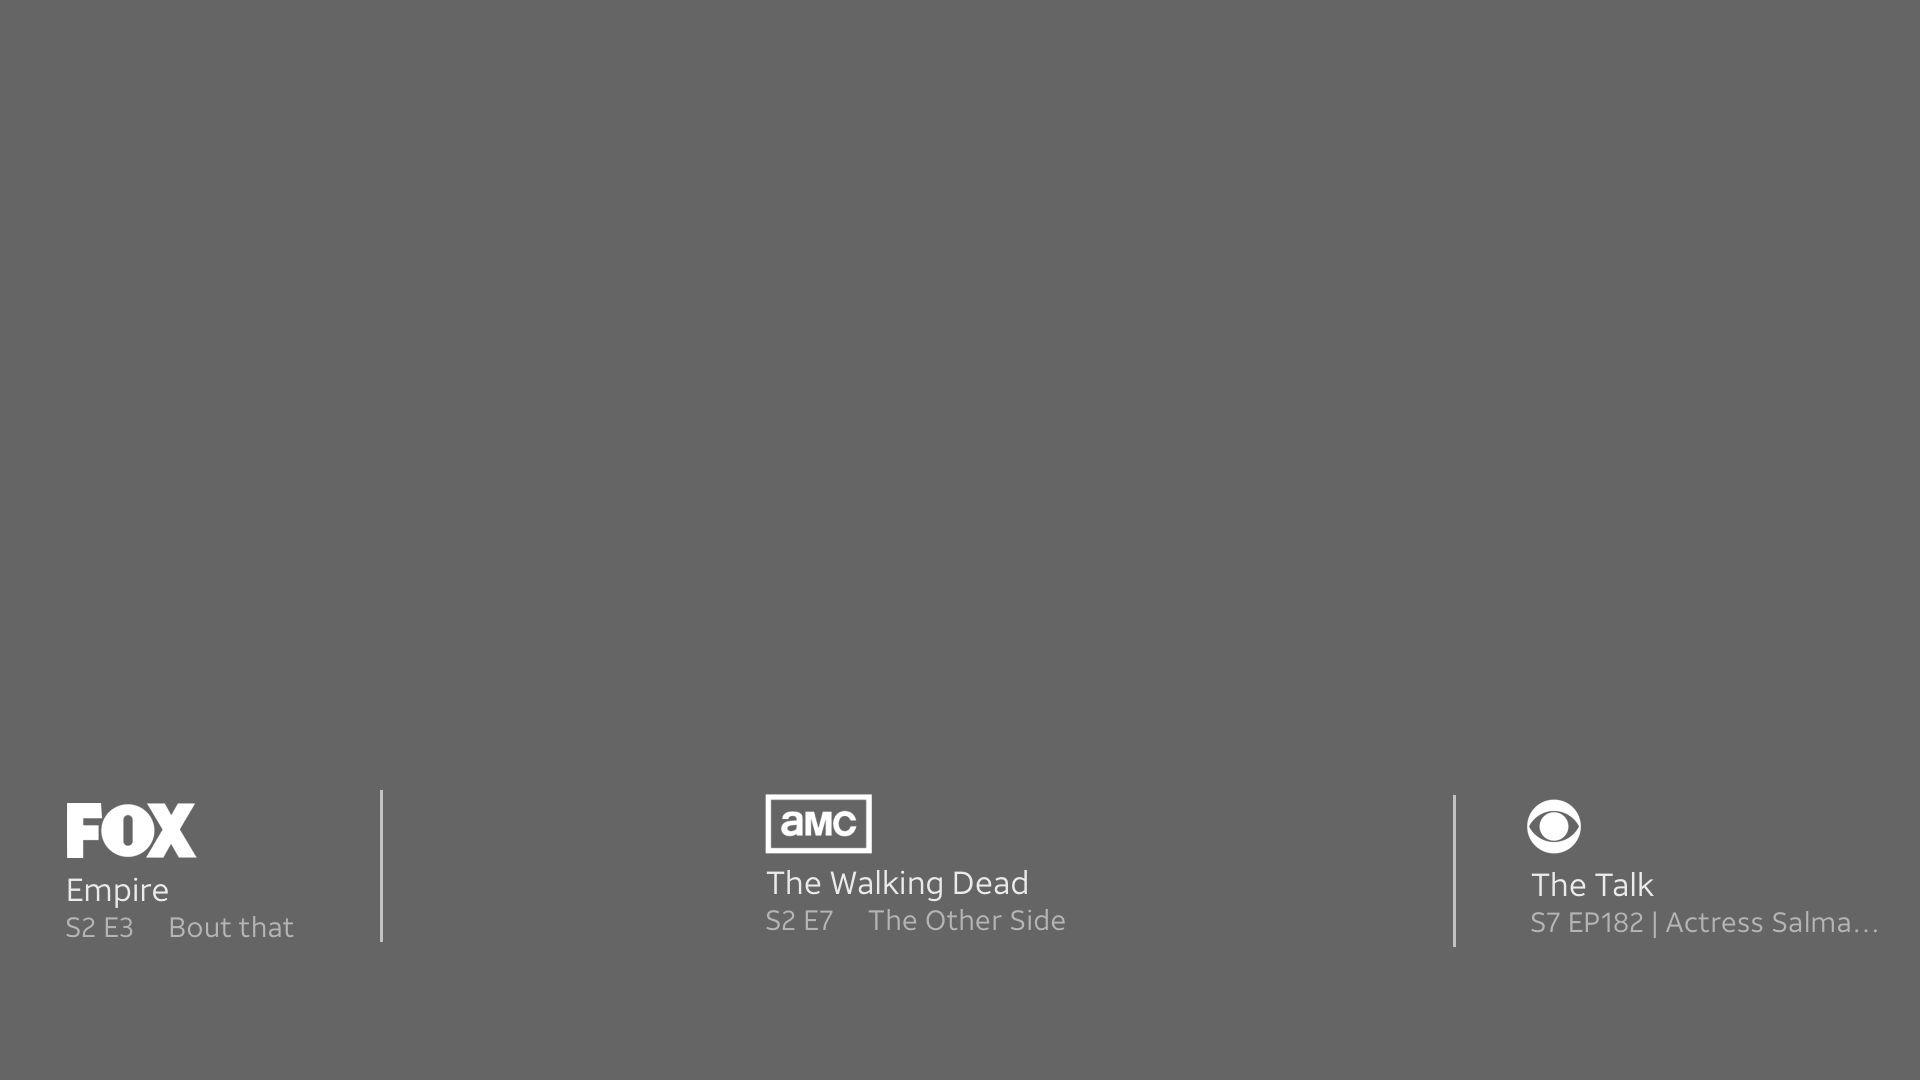 FOX
Empire
S2 E3 Bout that
aMC
The Walking Dead
S2 E7 The Other Side
The Talk
S7 EP182 | Actress Salma...